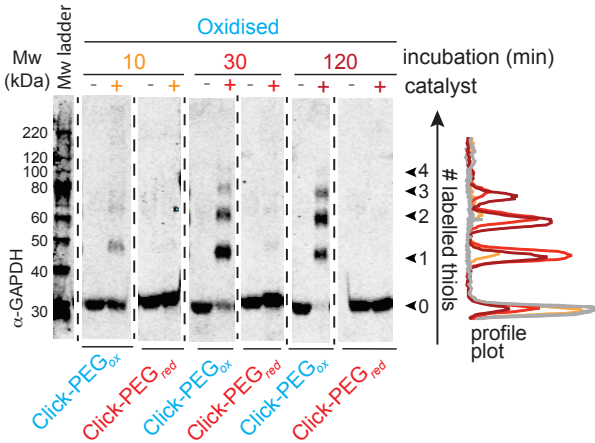 Oxidised
Mw
(kDa)
Mw ladder
10 30 120 incubation (min)
- + - + - + - + - + - + catalyst
220
120
100
80
60
50
40
30
α-GAPDH
4
3
2
1
0
# labelled thiols
profile
plot
Click-PEGox
Click-PEGred
Click-PEGox
Click-PEGred
Click-PEGox
Click-PEGred